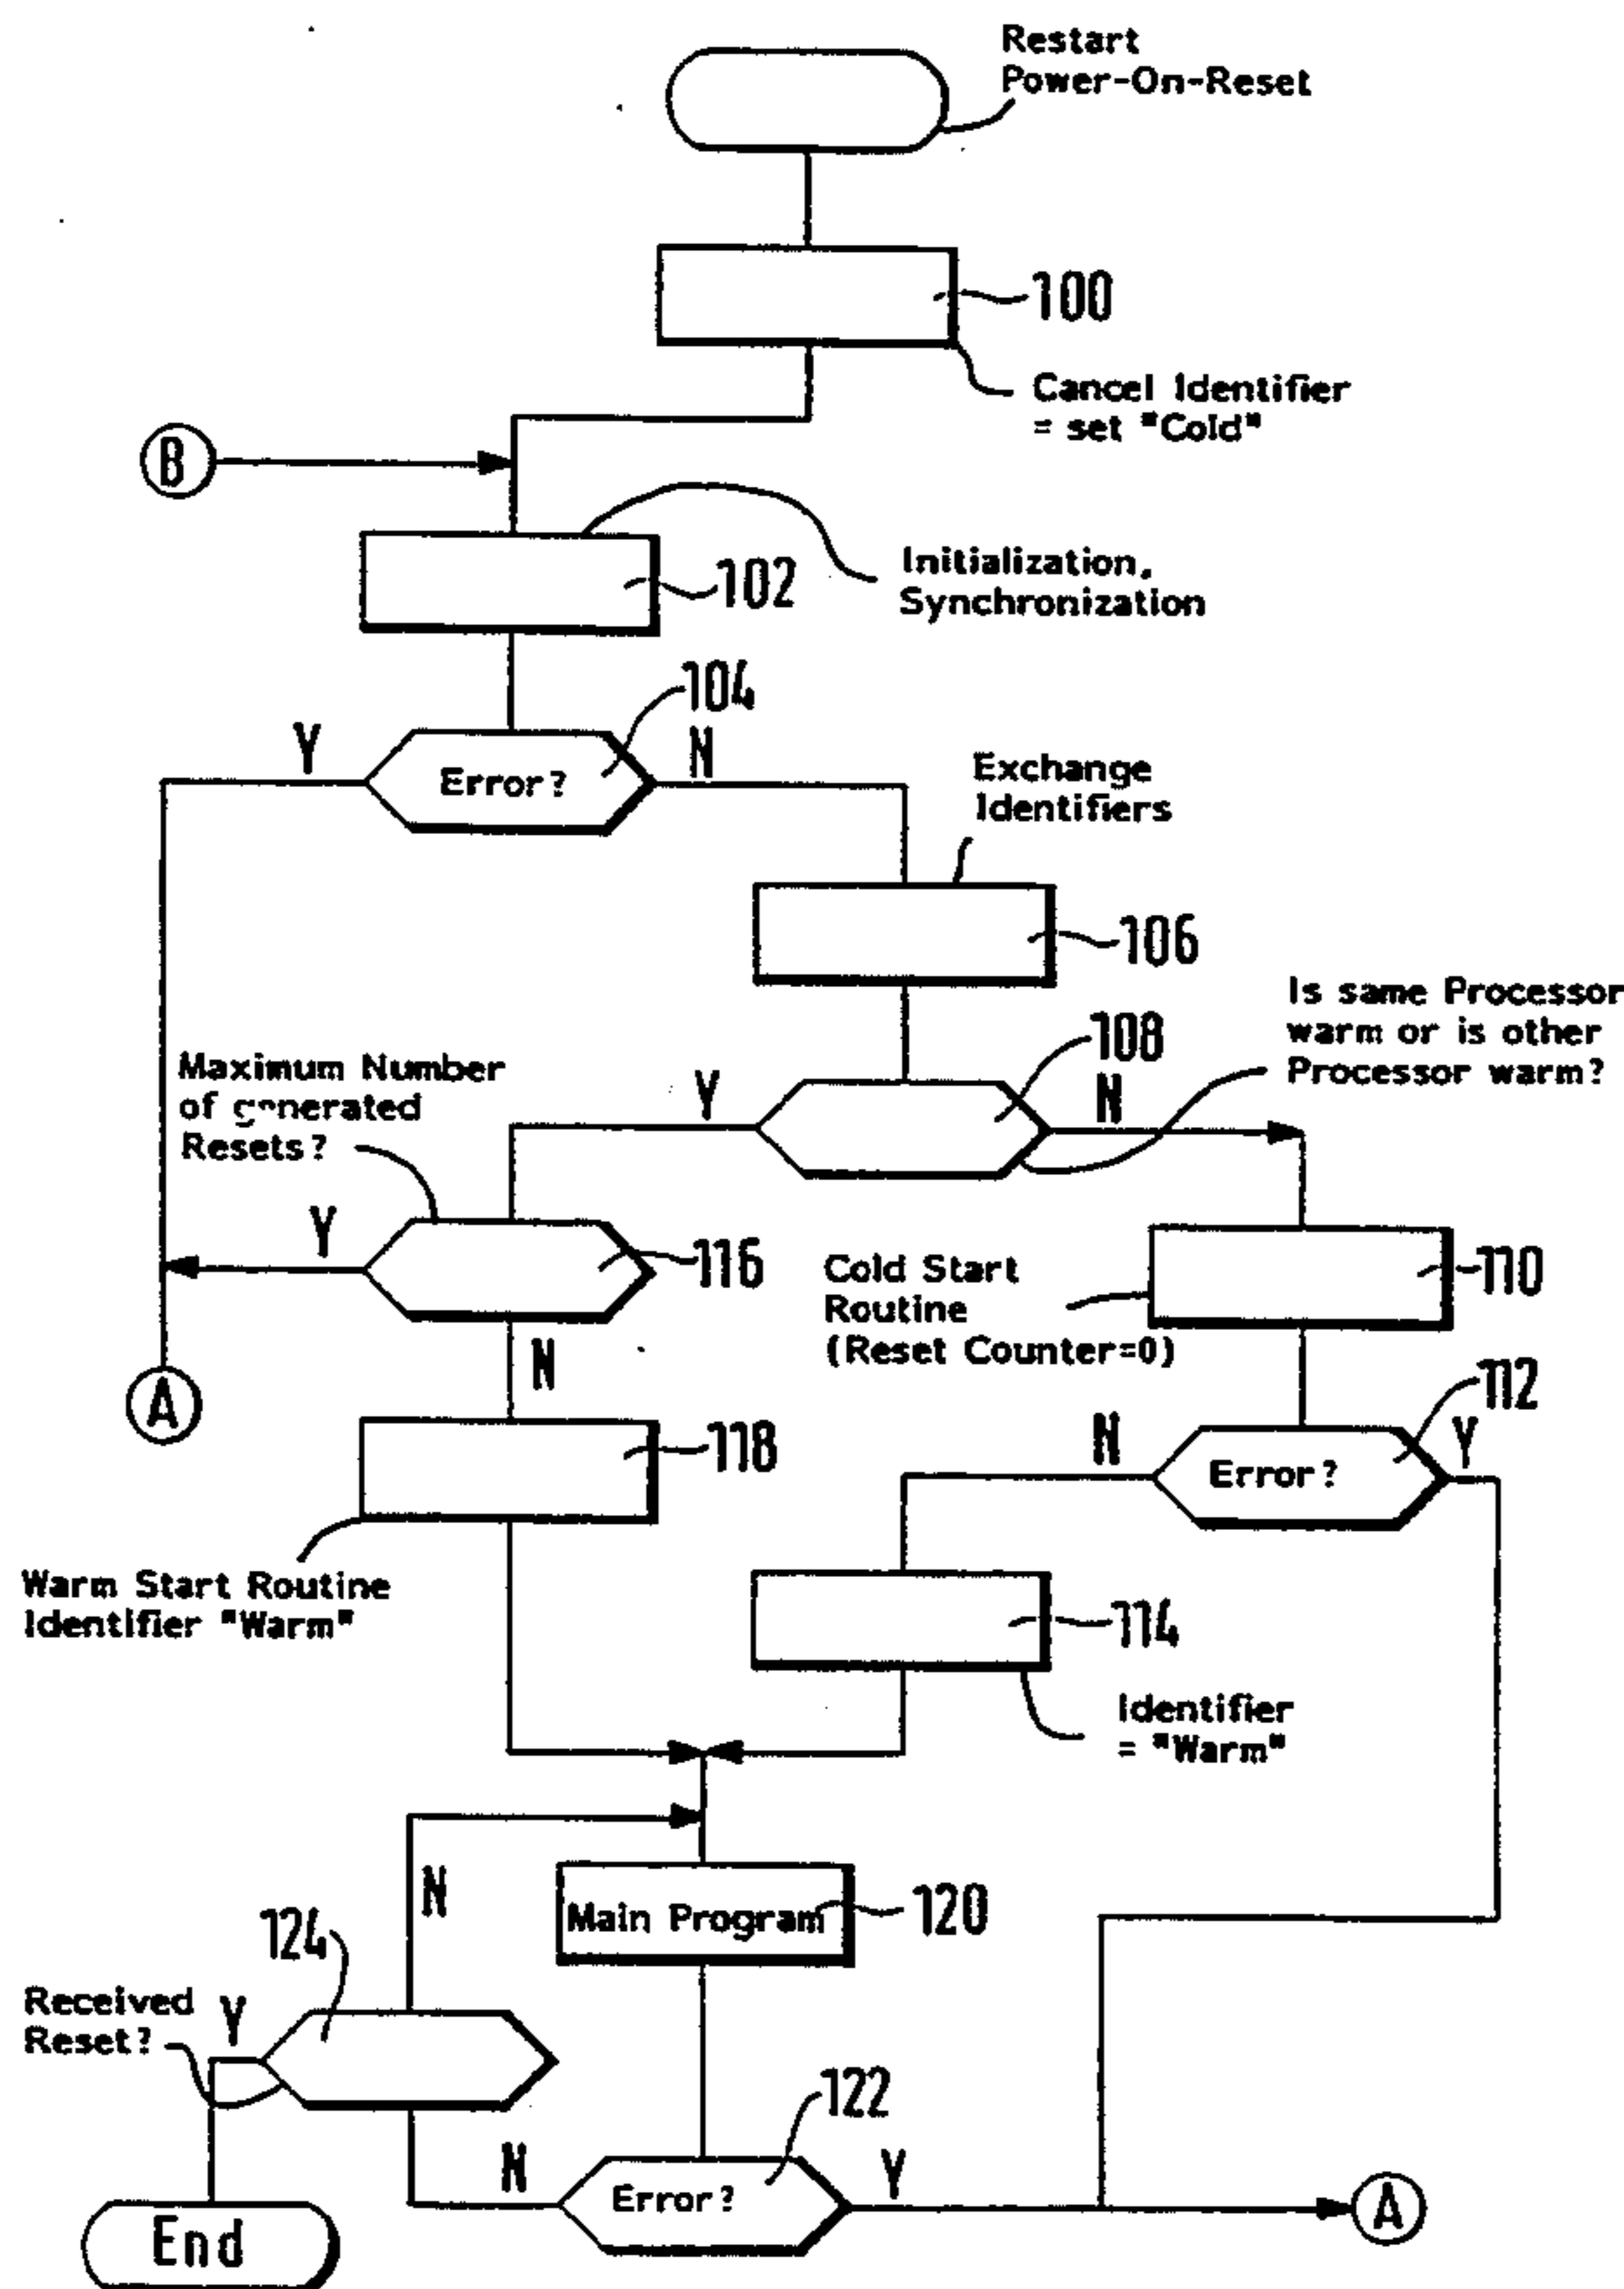 Restart
Power-On-Reset
100
Cancel Identifier
= set "Cold"
B
102
Initialization,
Synchronization
104
Y
N
Error?
Exchange
Identifiers
106
Is same Processor
warm or is other
Processor warm?
108
Y
N
Maximum Number
of generated
Resets?
Y
116
N
Cold Start
Routine
(Reset Counter=0)
110
A
112
N
Y
Error?
118
Warm Start Routine
Identifier "Warm"
114
Identifier
= "Warm"
N
Main Program
120
124
Received
Reset?
Y
122
N
Error?
Y
A
End